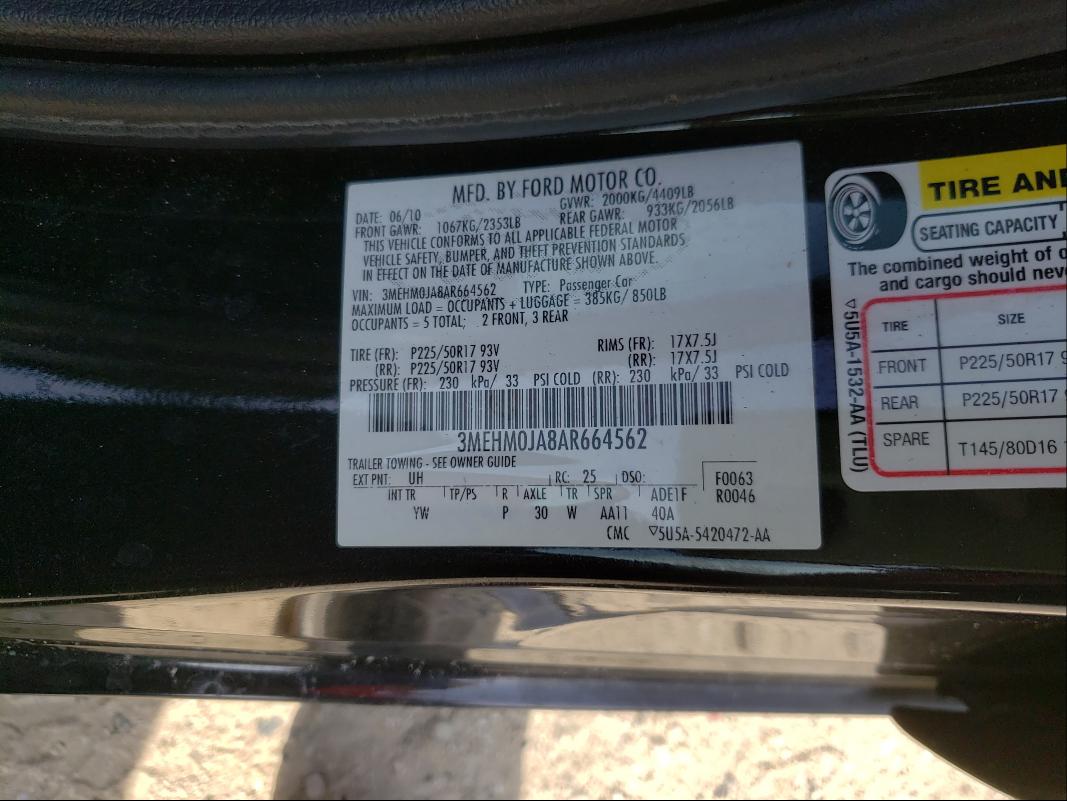 MFD. BY FORD MOTOR CO.
DATE: 06/10 GVWR: 2000KG/4409LB
FRONT GAWR: 1067KG/2353LB REAR GAWR: 933KG/2056LB
THIS VEHICLE CONFORMS TO ALL APPLICABLE FEDERAL MOTOR
VEHICLE SAFETY, BUMPER, AND THEFT PREVENTION STANDARDS
IN EFFECT ON THE DATE OF MANUFACTURE SHOWN ABOVE.
VIN: 3MEHM0JA8AR664562 TYPE: Passenger Car
MAXIMUM LOAD = OCCUPANTS + LUGGAGE = 385KG/ 850LB
OCCUPANTS = 5 TOTAL; 2 FRONT, 3 REAR
TIRE (FR): P225/50R17 93V RIMS (FR): 17X7.5J
(RR): P225/50R17 93V (RR): 17X7.5J
PRESSURE (FR): 230 kPa/ 33 PSI COLD (RR): 230 kPa/ 33 PSI COLD
3MEHM0JA8AR664562
TRAILER TOWING - SEE OWNER GUIDE
EXT PNT: UH RC: 25 DSO: F0063
INT TR TP/PS R AXLE TR SPR ADE1F R0046
YW P 30 W AA11 40A
CMC ▽5U5A-5420472-AA
TIRE AND
SEATING CAPACITY
The combined weight of
and cargo should never
TIRE SIZE
FRONT P225/50R17
REAR P225/50R17
SPARE T145/80D16
▽5U5A-1532-AA (TLU)